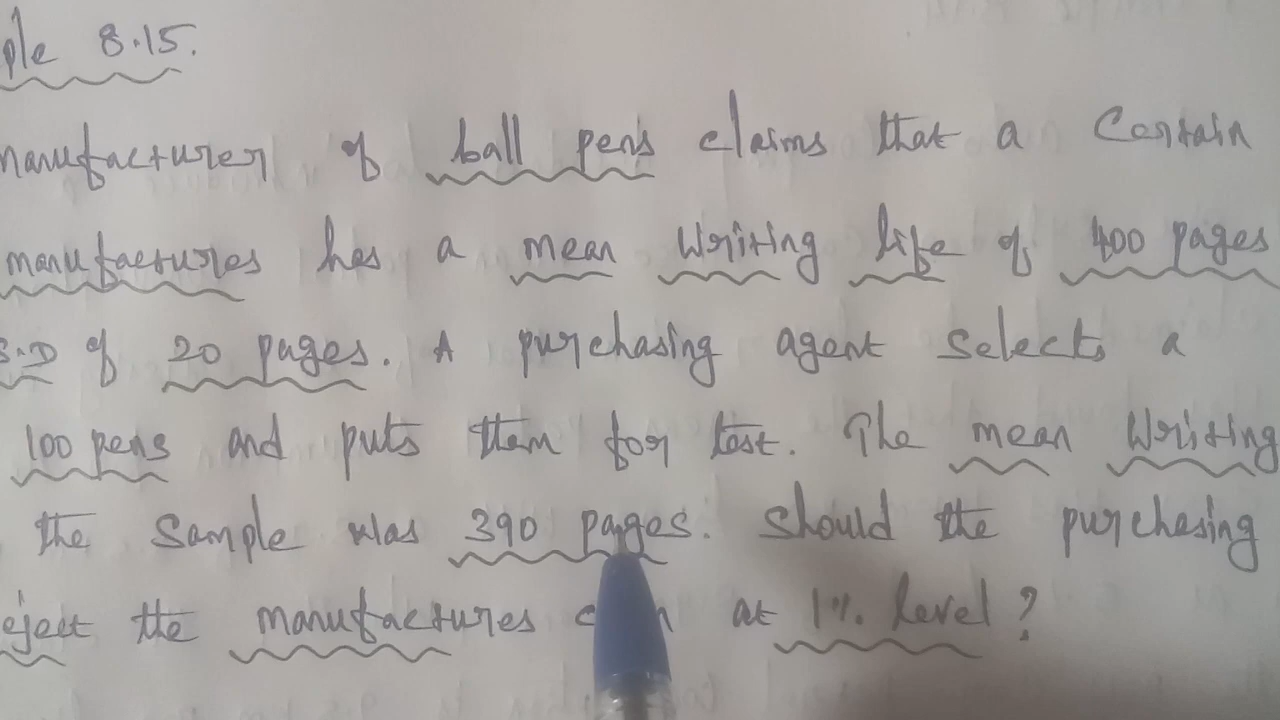 ple 8.15.
manufacturer of ball pens claims that a Certain
manufactures has a mean writing life of 400 pages
S.D of 20 pages. A purchasing agent selects a
100 pens and puts them for test. The mean writing
the sample was 390 pages. Should the purchasing
eject the manufactures at 1% level?